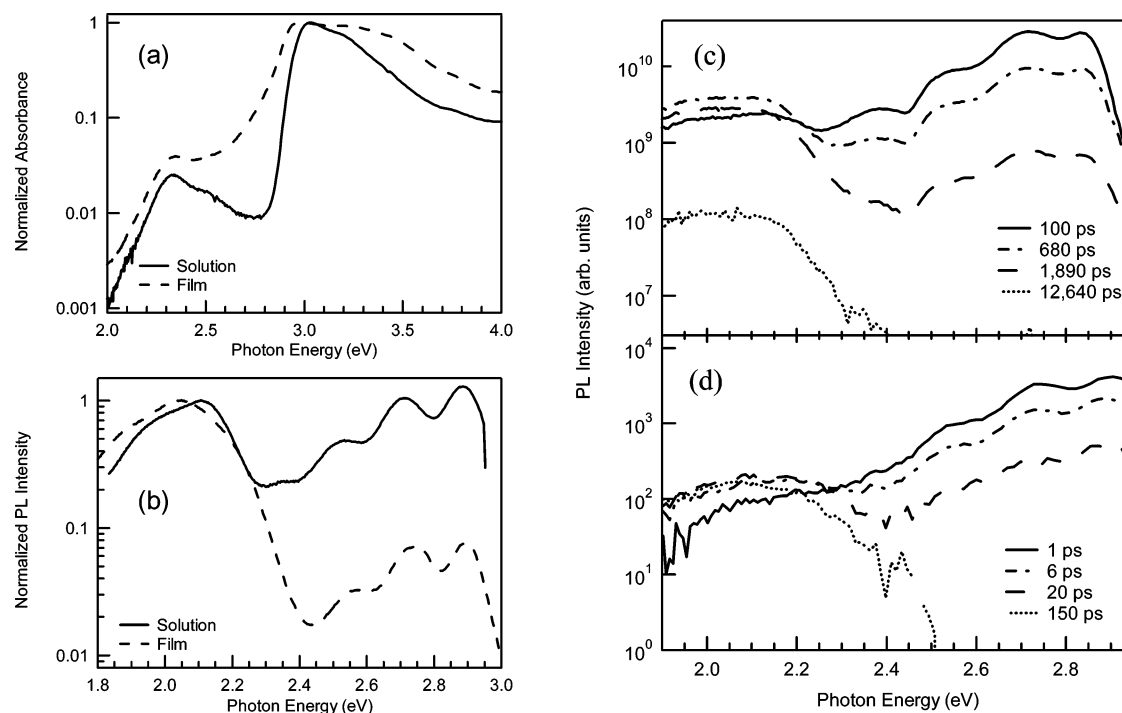 (a)
Normalized Absorbance
1
0.1
0.01
0.001
Solution
Film
2.0 2.5 3.0 3.5 4.0
Photon Energy (eV)
(b)
Normalized PL Intensity
1
0.1
0.01
Solution
Film
1.8 2.0 2.2 2.4 2.6 2.8 3.0
Photon Energy (eV)
PL Intensity (arb. units)
(c)
10^10
10^9
10^8
10^7
100 ps
680 ps
1,890 ps
12,640 ps
(d)
10^4
10^3
10^2
10^1
10^0
1 ps
6 ps
20 ps
150 ps
2.0 2.2 2.4 2.6 2.8
Photon Energy (eV)